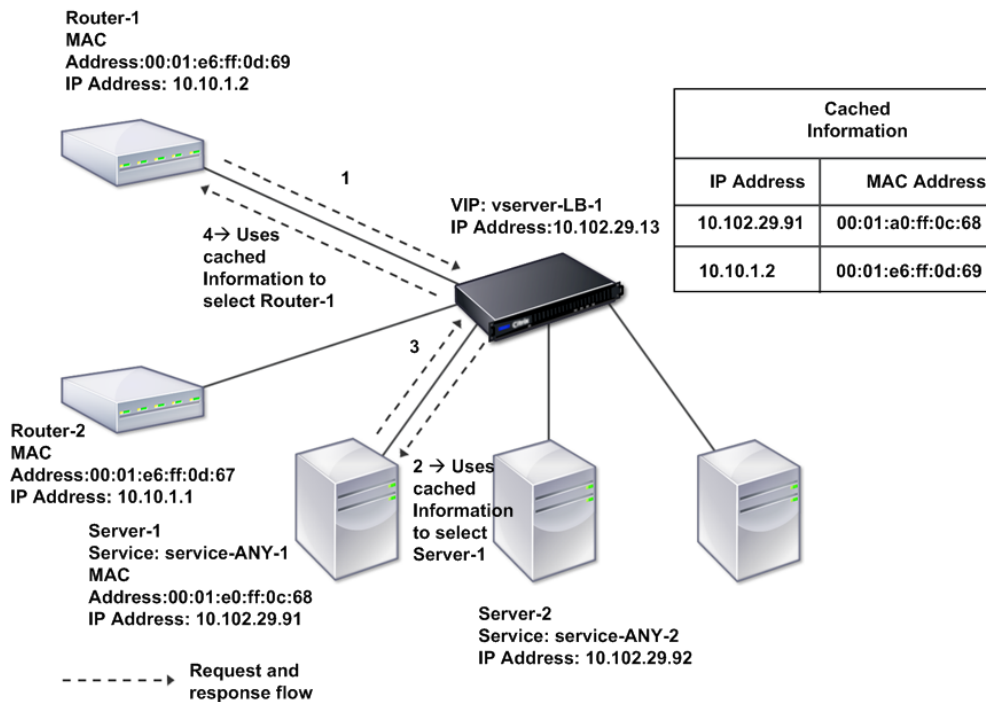 Router-1
MAC
Address:00:01:e6:ff:0d:69
IP Address: 10.10.1.2
Cached
Information
IP Address MAC Address
10.102.29.91 00:01:a0:ff:0c:68
10.10.1.2 00:01:e6:ff:0d:69
1
VIP: vserver-LB-1
IP Address:10.102.29.13
4→ Uses
cached
Information to
select Router-1
Citrix
3
Router-2
MAC
Address:00:01:e6:ff:0d:67
IP Address: 10.10.1.1
2 → Uses
cached
Information
to select
Server-1
Server-1
Service: service-ANY-1
MAC
Address:00:01:e0:ff:0c:68
IP Address: 10.102.29.91
Server-2
Service: service-ANY-2
IP Address: 10.102.29.92
Request and
response flow